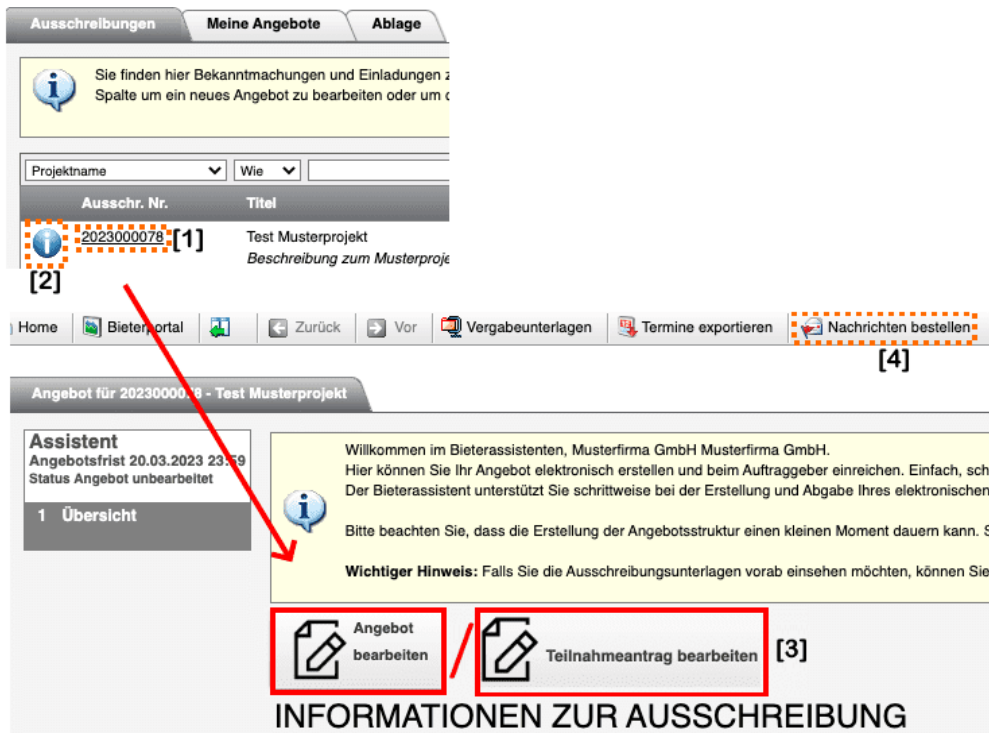 Ausschreibungen Meine Angebote Ablage
Sie finden hier Bekanntmachungen und Einladungen
Spalte um ein neues Angebot zu bearbeiten oder um
Projektname Wie
Ausschr. Nr. Titel
2023000078 [1] Test Musterprojekt
Beschreibung zum
[2]
Home Bieterportal Zurück Vor Vergabeunterlagen Termine exportieren Nachrichten bestellen
[4]
Angebot für 2023000078 - Test Musterprojekt
Assistent
Angebotsfrist 20.03.2023 23:59
Status Angebot unbearbeitet
1 Übersicht
Willkommen im Bieterassistenten, Musterfirma GmbH Musterfirma GmbH.
Hier können Sie Ihr Angebot elektronisch erstellen und beim Auftraggeber einreichen. Einfach,
Der Bieterassistent unterstützt Sie schrittweise bei der Erstellung und Abgabe Ihres elektronischen
Bitte beachten Sie, dass die Erstellung der Angebotsstruktur einen kleinen Moment dauern kann.
Wichtiger Hinweis: Falls Sie die Ausschreibungsunterlagen vorab einsehen möchten, können Sie
Angebot
bearbeiten
/
Teilnahmeantrag bearbeiten [3]
INFORMATIONEN ZUR AUSSCHREIBUNG